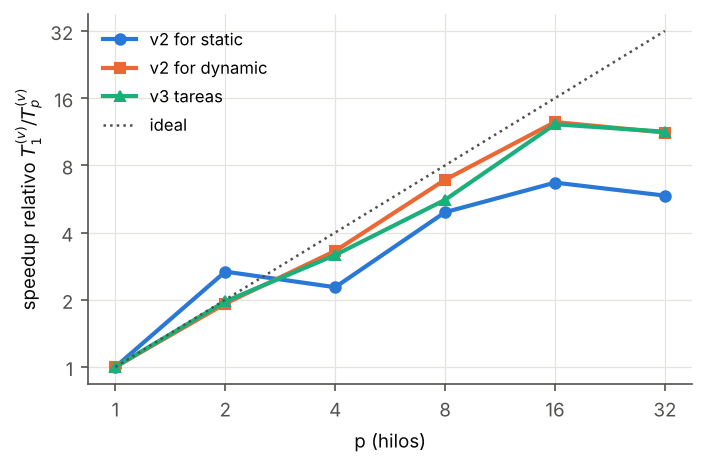 32
16
8
4
2
1
speedup relativo T₁⁽ᵛ⁾/Tₚ⁽ᵛ⁾
v2 for static
v2 for dynamic
v3 tareas
ideal
1 2 4 8 16 32
p (hilos)